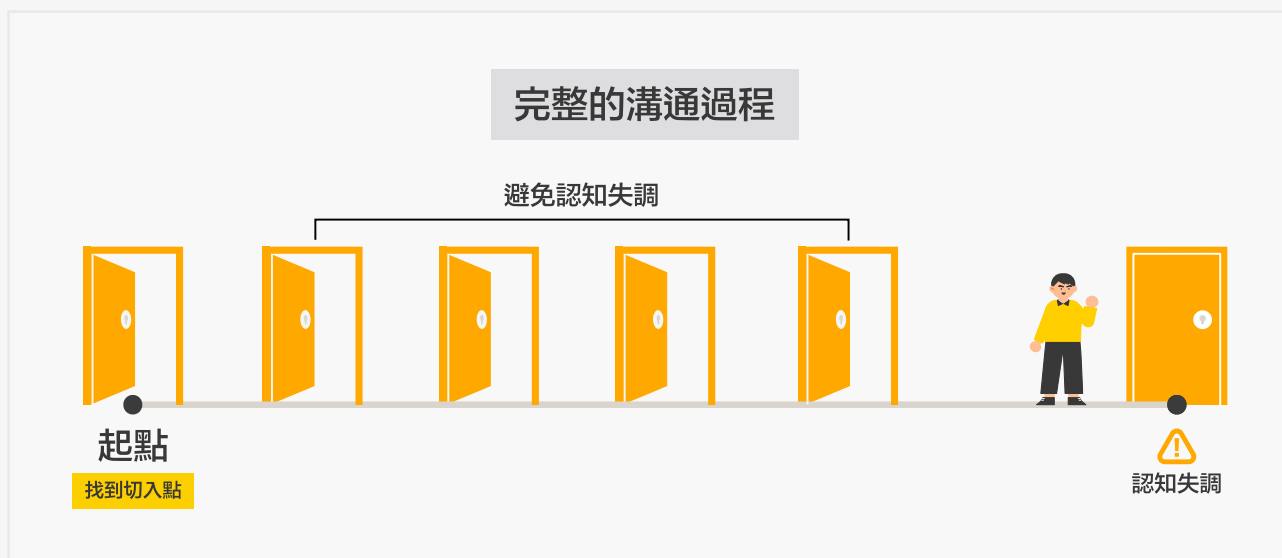 完整的溝通過程
避免認知失調
起點
找到切入點
認知失調